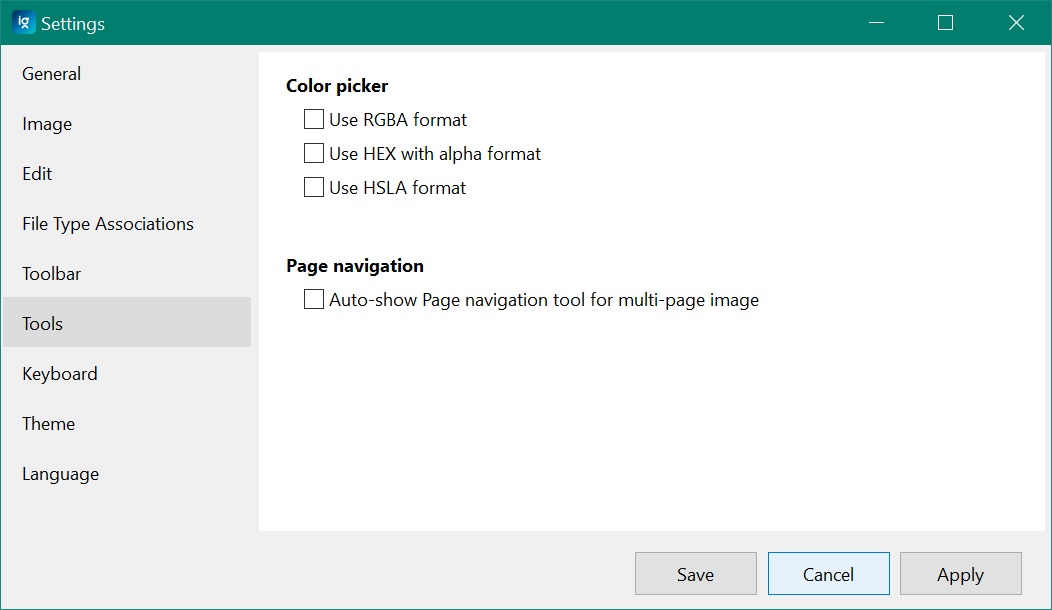 Settings
General
Image
Edit
File Type Associations
Toolbar
Tools
Keyboard
Theme
Language
Color picker
Use RGBA format
Use HEX with alpha format
Use HSLA format
Page navigation
Auto-show Page navigation tool for multi-page image
Save
Cancel
Apply